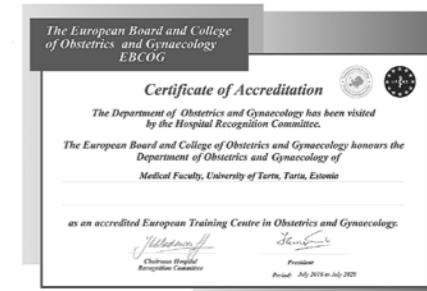 The European Board and College
of Obstetrics and Gynaecology
EBCOG
Certificate of Accreditation
The Department of Obstetrics and Gynaecology has been visited
by the Hospital Recognition Committee.
The European Board and College of Obstetrics and Gynaecology honours the
Department of Obstetrics and Gynaecology of
Medical Faculty, University of Tartu, Tartu, Estonia
as an accredited European Training Centre in Obstetrics and Gynaecology.
Chairman Hospital
Recognition Committee
President
Period: July 2016 to July 2020